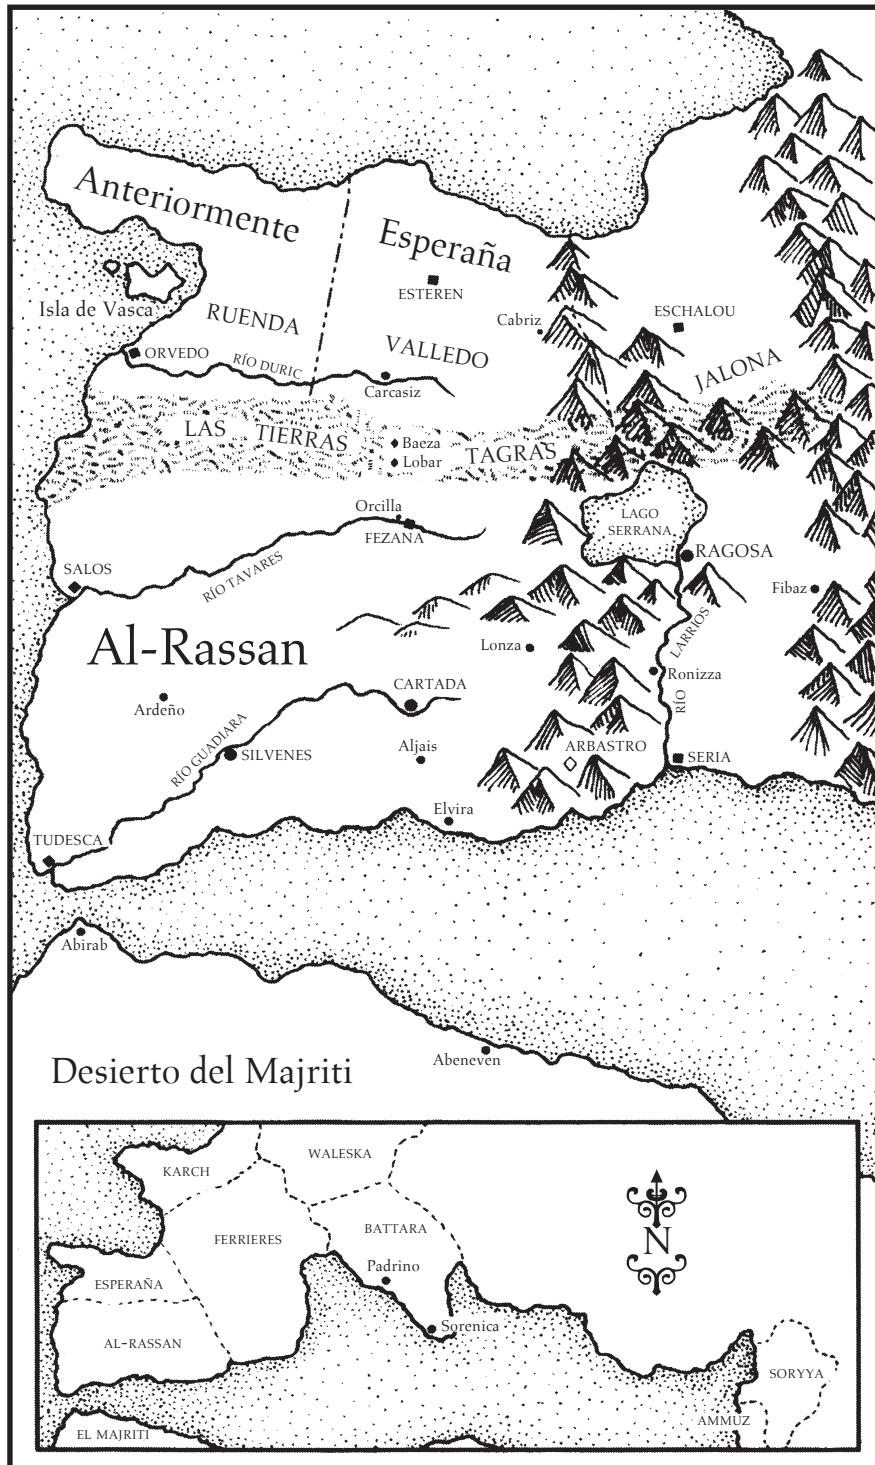 Anteriormente
Esperaña
ESTEREN
Isla de Vasca
RUENDA
Cabriz
ESCHALOU
VALLEDO
ORVEDO
RÍO DURIC
JALONA
Carcasiz
LAS TIERRAS
Baeza
TAGRAS
Lobar
Orcilla
FEZANA
LAGO
SERRANA
RAGOSA
SALOS
RÍO TAVARES
Fibaz
Al-Rassan
Lonza
RÍO LARRIOS
Ronizza
CARTADA
Ardeño
RÍO GUADIARA
SILVENES
Aljais
ARBASTRO
SERIA
Elvira
TUDESCA
Abirab
Abeneven
Desierto del Majriti
WALESKA
KARCH
BATTARA
FERRIERES
N
Padrino
ESPERAÑA
Sorenica
AL-RASSAN
SORYYA
AMMUZ
EL MAJRITI